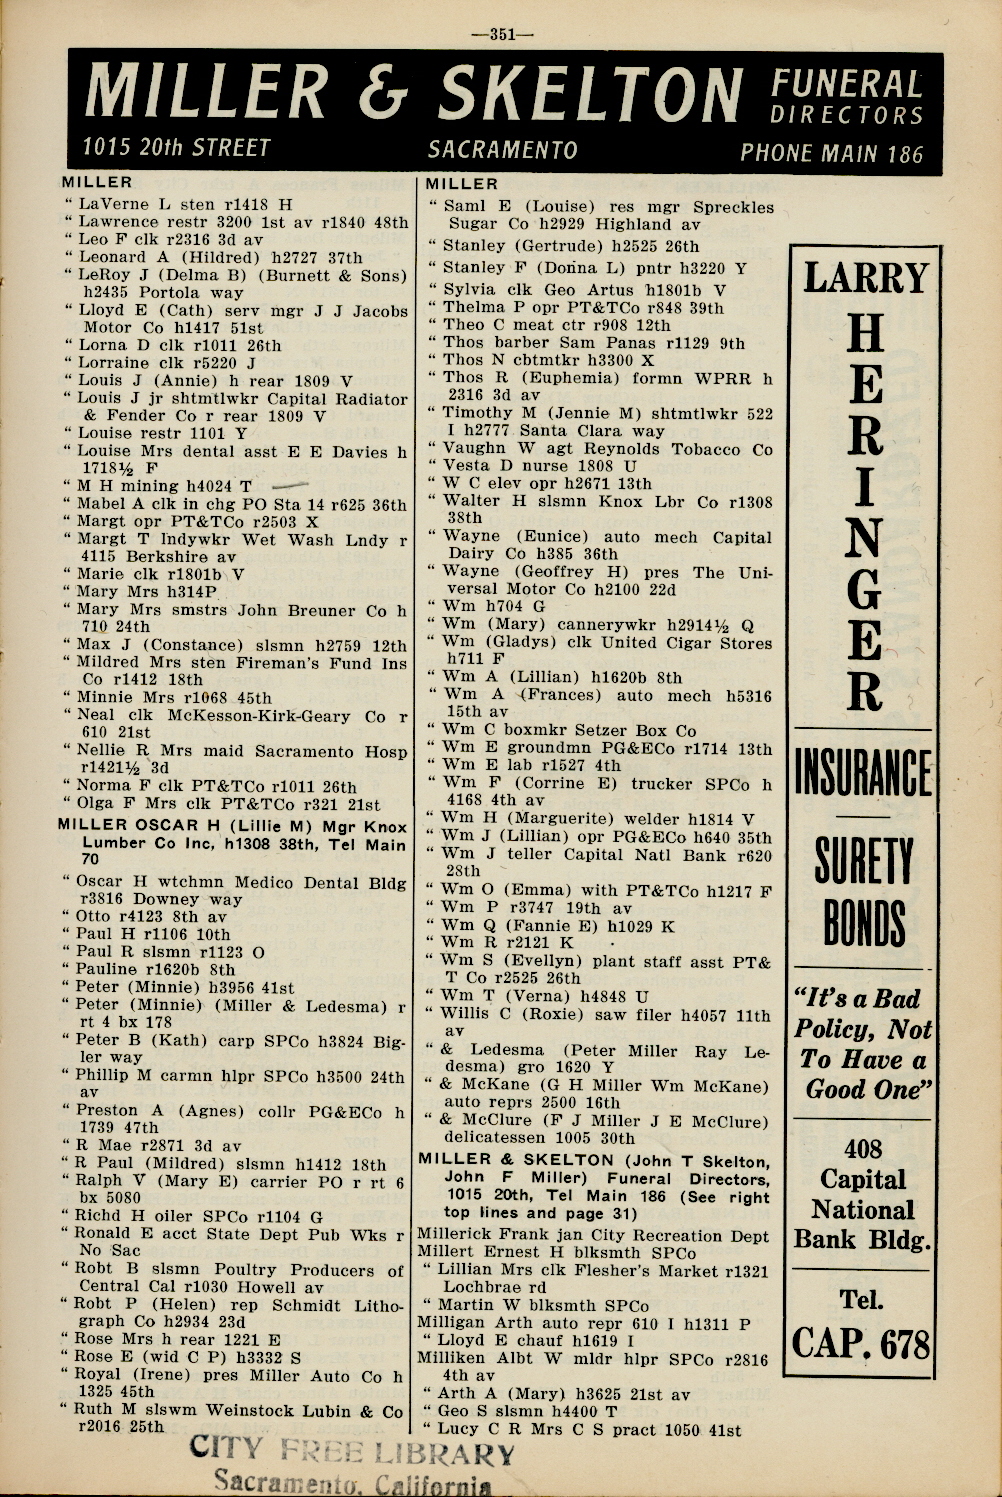 —351—
MILLER & SKELTON FUNERAL
DIRECTORS
1015 20th STREET SACRAMENTO PHONE MAIN 186
MILLER
" LaVerne L sten r1418 H
" Lawrence restr 3200 1st av r1840 48th
" Leo F clk r2316 3d av
" Leonard A (Hildred) h2727 37th
" LeRoy J (Delma B) (Burnett & Sons)
h2435 Portola way
" Lloyd E (Cath) serv mgr J J Jacobs
Motor Co h1417 51st
" Lorna D clk r1011 26th
" Lorraine clk r5220 J
" Louis J (Annie) h rear 1809 V
" Louis J jr shtmtlwkr Capital Radiator
& Fender Co r rear 1809 V
" Louise restr 1101 Y
" Louise Mrs dental asst E E Davies h
1718½ F
" M H mining h4024 T
" Mabel A clk in chg PO Sta 14 r625 36th
" Margt opr PT&TCo r2503 X
" Margt T lndywkr Wet Wash Lndy r
4115 Berkshire av
" Marie clk r1801b V
" Mary Mrs h314P
" Mary Mrs smstrs John Breuner Co h
710 24th
" Max J (Constance) slsmn h2759 12th
" Mildred Mrs sten Fireman's Fund Ins
Co r1412 18th
" Minnie Mrs r1068 45th
" Neal clk McKesson-Kirk-Geary Co r
610 21st
" Nellie R Mrs maid Sacramento Hosp
r1421½ 3d
" Norma F clk PT&TCo r1011 26th
" Olga F Mrs clk PT&TCo r321 21st
MILLER OSCAR H (Lillie M) Mgr Knox
Lumber Co Inc, h1308 38th, Tel Main
70
" Oscar H wtchmn Medico Dental Bldg
r3816 Downey way
" Otto r4123 8th av
" Paul H r1106 10th
" Paul R slsmn r1123 O
" Pauline r1620b 8th
" Peter (Minnie) h3956 41st
" Peter (Minnie) (Miller & Ledesma) r
rt 4 bx 178
" Peter B (Kath) carp SPCo h3824 Big-
ler way
" Phillip M carmn hlpr SPCo h3500 24th
av
" Preston A (Agnes) collr PG&ECo h
1739 47th
" R Mae r2871 3d av
" R Paul (Mildred) slsmn h1412 18th
" Ralph V (Mary E) carrier PO r rt 6
bx 5080
" Richd H oiler SPCo r1104 G
" Ronald E acct State Dept Pub Wks r
No Sac
" Robt B slsmn Poultry Producers of
Central Cal r1030 Howell av
" Robt P (Helen) rep Schmidt Litho-
graph Co h2934 23d
" Rose Mrs h rear 1221 E
" Rose E (wid C P) h3332 S
" Royal (Irene) pres Miller Auto Co h
1325 45th
" Ruth M slswm Weinstock Lubin & Co
r2016 25th
MILLER
" Saml E (Louise) res mgr Spreckles
Sugar Co h2929 Highland av
" Stanley (Gertrude) h2525 26th
" Stanley F (Donna L) pntr h3220 Y
" Sylvia clk Geo Artus h1801b V
" Thelma P opr PT&TCo r848 39th
" Theo C meat ctr r908 12th
" Thos barber Sam Panas r1129 9th
" Thos N cbtmtkr h3300 X
" Thos R (Euphemia) formn WPRR h
2316 3d av
" Timothy M (Jennie M) shtmtlwkr 522
I h2777 Santa Clara way
" Vaughn W agt Reynolds Tobacco Co
" Vesta D nurse 1808 U
" W C elev opr h2671 13th
" Walter H slsmn Knox Lbr Co r1308
38th
" Wayne (Eunice) auto mech Capital
Dairy Co h385 36th
" Wayne (Geoffrey H) pres The Uni-
versal Motor Co h2100 22d
" Wm h704 G
" Wm (Mary) cannerywkr h2914½ Q
" Wm (Gladys) clk United Cigar Stores
h711 F
" Wm A (Lillian) h1620b 8th
" Wm A (Frances) auto mech h5316
15th av
" Wm C boxmkr Setzer Box Co
" Wm E groundmn PG&ECo r1714 13th
" Wm E lab r1527 4th
" Wm F (Corrine E) trucker SPCo h
4168 4th av
" Wm H (Marguerite) welder h1814 V
" Wm J (Lillian) opr PG&ECo h640 35th
" Wm J teller Capital Natl Bank r620
28th
" Wm O (Emma) with PT&TCo h1217 F
" Wm P r3747 19th av
" Wm Q (Fannie E) h1029 K
" Wm R r2121 K
" Wm S (Evellyn) plant staff asst PT&
T Co r2525 26th
" Wm T (Verna) h4848 U
" Willis C (Roxie) saw filer h4057 11th
av
" & Ledesma (Peter Miller Ray Le-
desma) gro 1620 Y
" & McKane (G H Miller Wm McKane)
auto reprs 2500 16th
" & McClure (F J Miller J E McClure)
delicatessen 1005 30th
MILLER & SKELTON (John T Skelton,
John F Miller) Funeral Directors,
1015 20th, Tel Main 186 (See right
top lines and page 31)
Millerick Frank jan City Recreation Dept
Millert Ernest H blksmth SPCo
" Lillian Mrs clk Flesher's Market r1321
Lochbrae rd
" Martin W blksmth SPCo
Milligan Arth auto repr 610 I h1311 P
" Lloyd E chauf h1619 I
Milliken Albt W mldr hlpr SPCo r2816
4th av
" Arth A (Mary) h3625 21st av
" Geo S slsmn h4400 T
" Lucy C R Mrs C S pract 1050 41st
LARRY
H
E
R
I
N
G
E
R
INSURANCE
SURETY
BONDS
"It's a Bad
Policy, Not
To Have a
Good One"
408
Capital
National
Bank Bldg.
Tel.
CAP. 678
CITY FREE LIBRARY
Sacramento, California